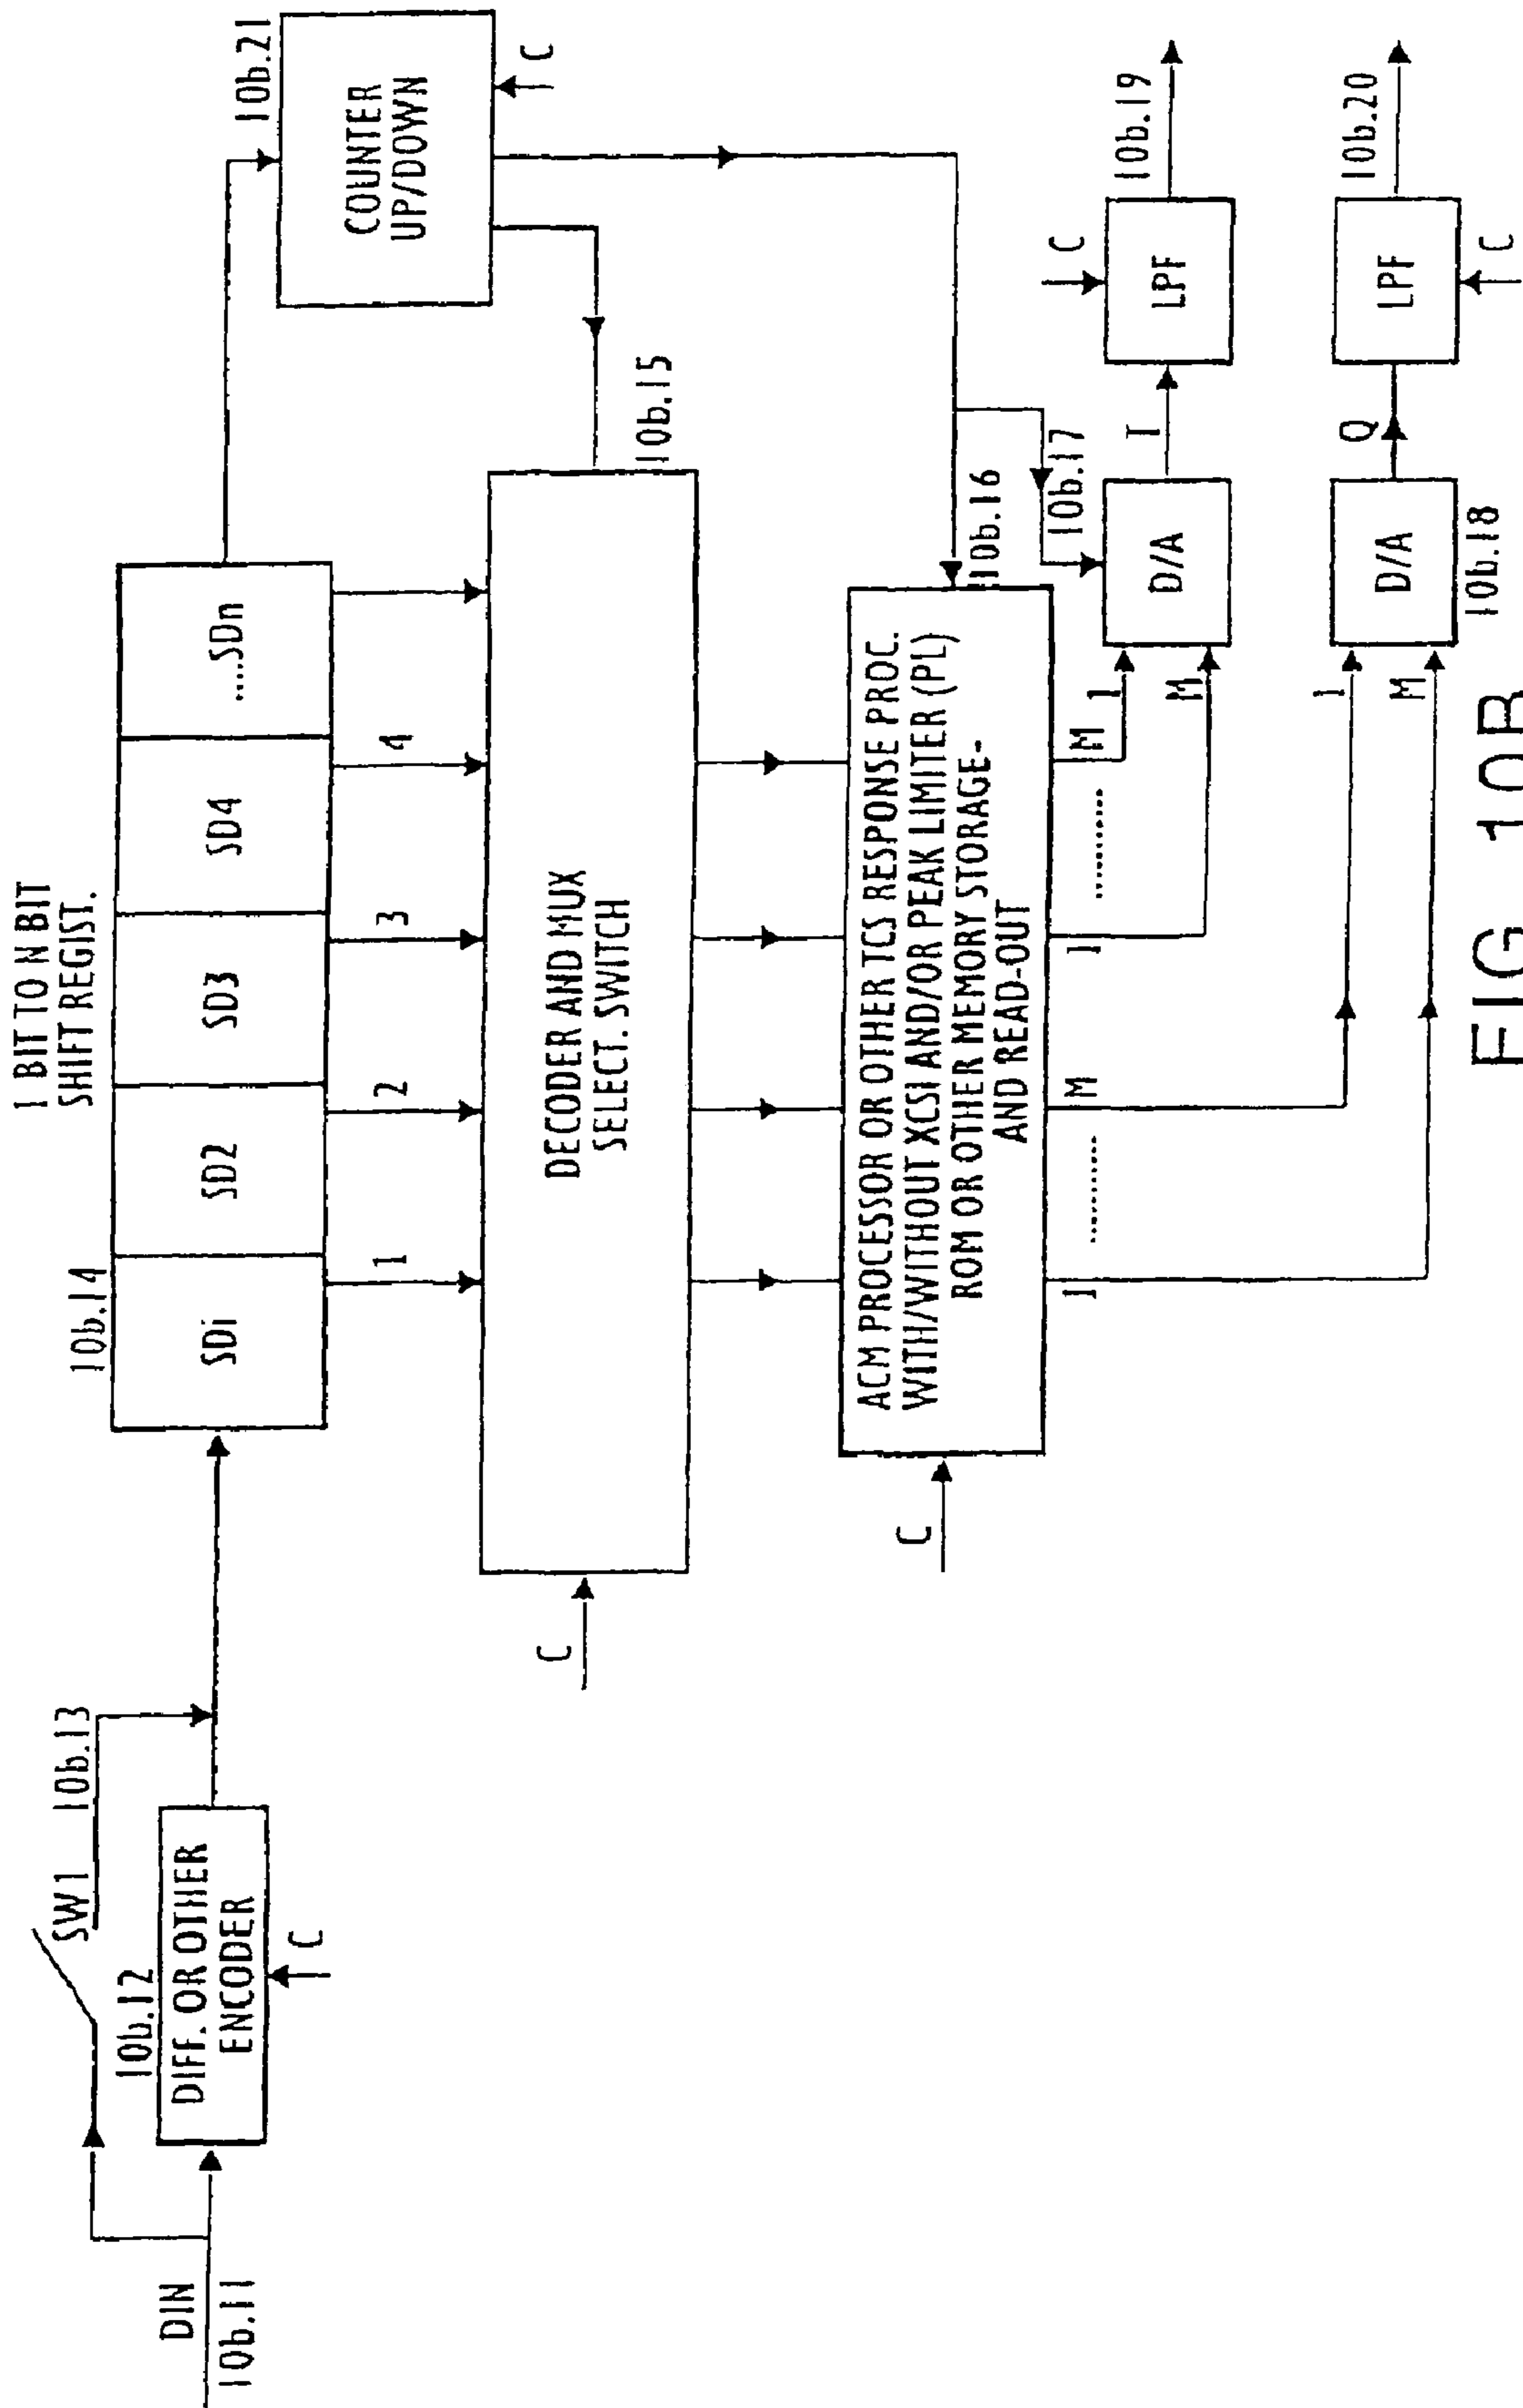 DIN
10b.11
SW1 10b.13
10b.12
DIFF. OR OTHER
ENCODER
C
1 BIT TO N BIT
SHIFT REGIST.
10b.14
SDi
SD2
SD3
SD4
.....SDn
1
2
3
4
10b.21
COUNTER
UP/DOWN
C
C
DECODER AND MUX
SELECT. SWITCH
10b.15
C
ACM PROCESSOR OR OTHER TCS RESPONSE PROC.
WITH/WITHOUT XCSI AND/OR PEAK LIMITER (PL)
ROM OR OTHER MEMORY STORAGE-
AND READ-OUT
10b.16
1 .......... M
1 .......... M
10b.17
1
M
D/A
I
C
LPF
10b.19
1
M
D/A
10b.18
Q
LPF
C
10b.20
FIG. 10B